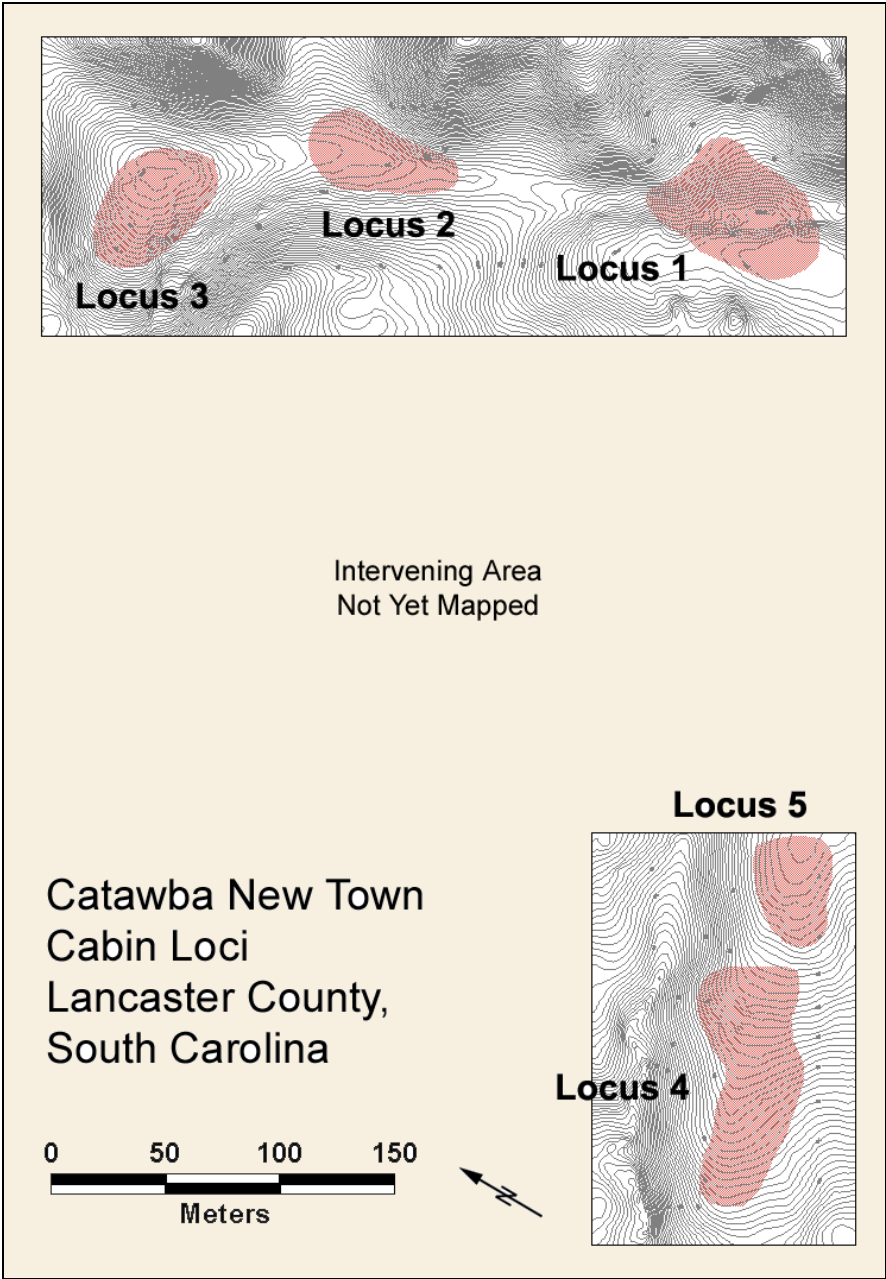 Locus 2
Locus 1
Locus 3
Intervening Area
Not Yet Mapped
Locus 5
Catawba New Town
Cabin Loci
Lancaster County,
South Carolina
Locus 4
0 50 100 150
Meters
N